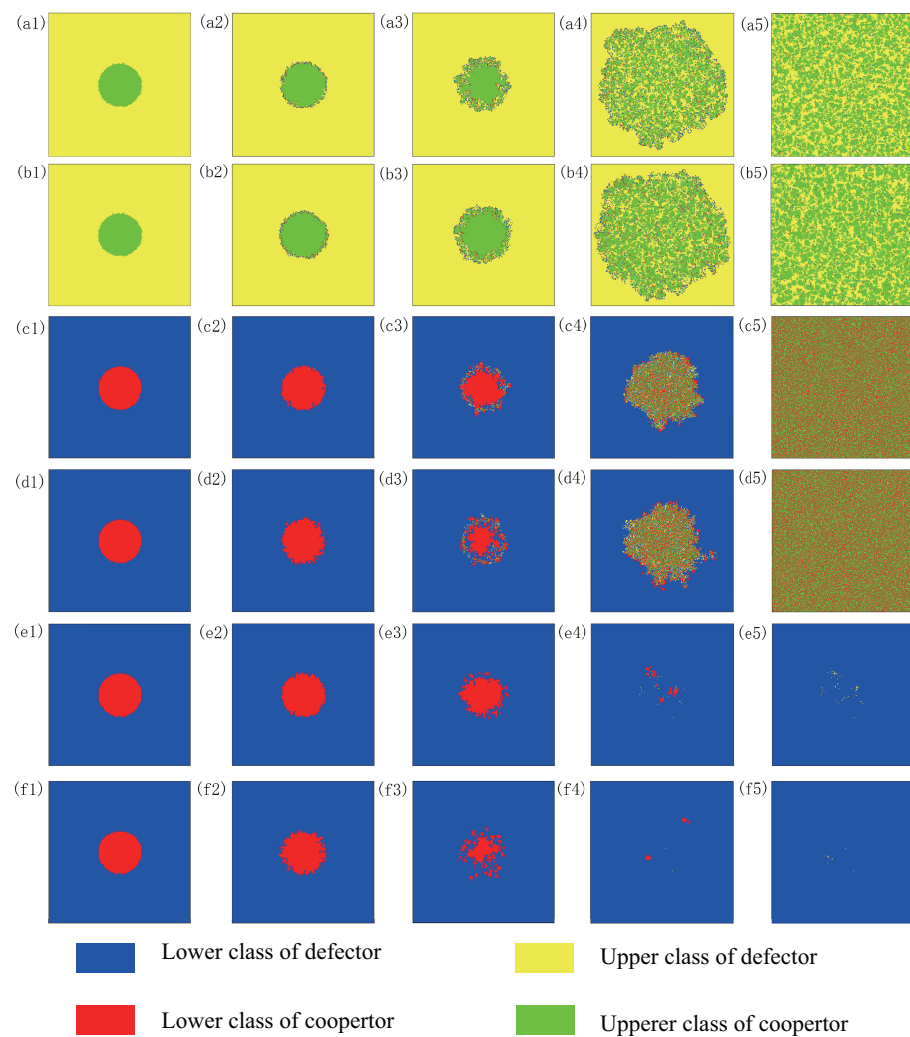 (a1) (a2) (a3) (a4) (a5)
(b1) (b2) (b3) (b4) (b5)
(c1) (c2) (c3) (c4) (c5)
(d1) (d2) (d3) (d4) (d5)
(e1) (e2) (e3) (e4) (e5)
(f1) (f2) (f3) (f4) (f5)
Lower class of defector
Upper class of defector
Lower class of coopertor
Upperer class of coopertor